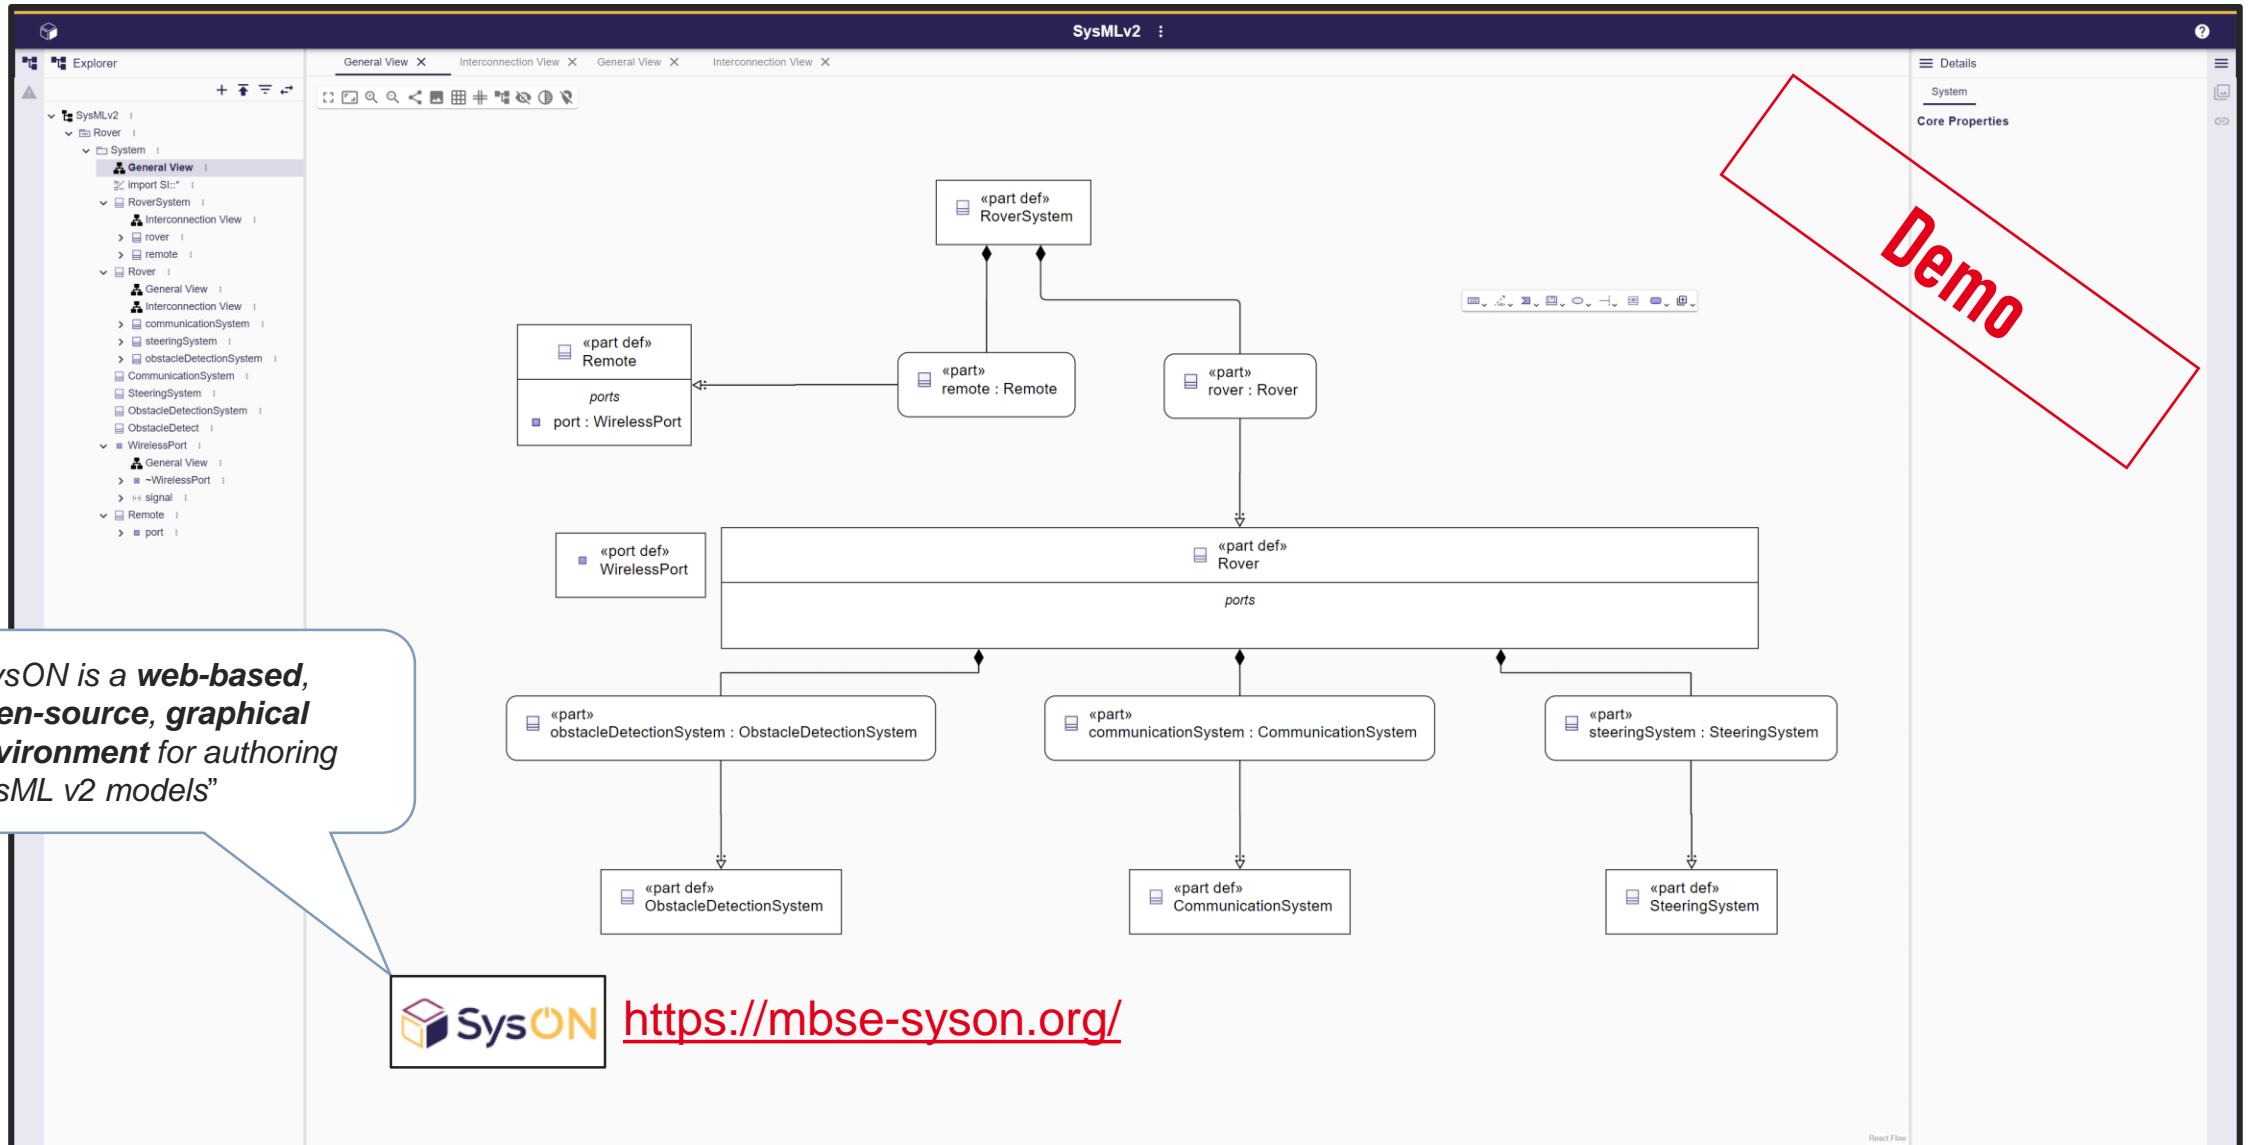 SysMLv2
Explorer
General View
Interconnection View
General View
Interconnection View
Details
System
Core Properties
SysMLv2
Rover
System
General View
import SI::*
RoverSystem
Interconnection View
rover
remote
Rover
General View
Interconnection View
communicationSystem
steeringSystem
obstacleDetectionSystem
CommunicationSystem
SteeringSystem
ObstacleDetectionSystem
ObstacleDetect
WirelessPort
General View
~WirelessPort
signal
Remote
port
«part def»
RoverSystem
Demo
«part def»
Remote
ports
port : WirelessPort
«part»
remote : Remote
«part»
rover : Rover
«port def»
WirelessPort
«part def»
Rover
ports
«part»
obstacleDetectionSystem : ObstacleDetectionSystem
«part»
communicationSystem : CommunicationSystem
«part»
steeringSystem : SteeringSystem
«part def»
ObstacleDetectionSystem
«part def»
CommunicationSystem
«part def»
SteeringSystem
ysON is a web-based,
en-source, graphical
vironment for authoring
sML v2 models”
SysON
https://mbse-syson.org/
React Flow